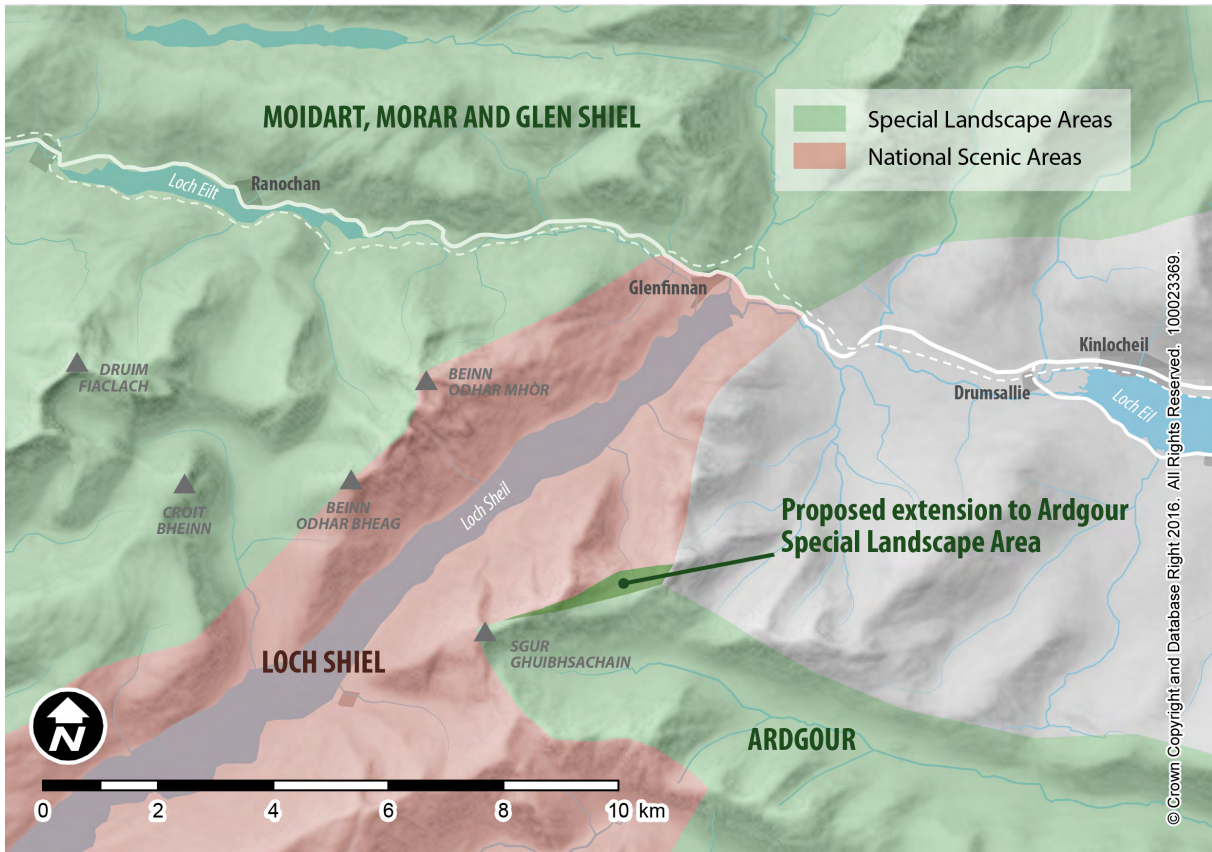 MOIDART, MORAR AND GLEN SHIEL
Special Landscape Areas
National Scenic Areas
Loch Eilt
Ranochan
Glenfinnan
Kinlocheil
Drumsallie
Loch Eil
DRUIM
FIACLACH
BEINN
ODHAR MHÒR
CROIT
BHEINN
BEINN
ODHAR BHEAG
Loch Sheil
Proposed extension to Ardgour
Special Landscape Area
SGUR
GHUIBHSACHAIN
LOCH SHIEL
ARDGOUR
N
0 2 4 6 8 10 km
© Crown Copyright and Database Right 2016. All Rights Reserved. 100023369.